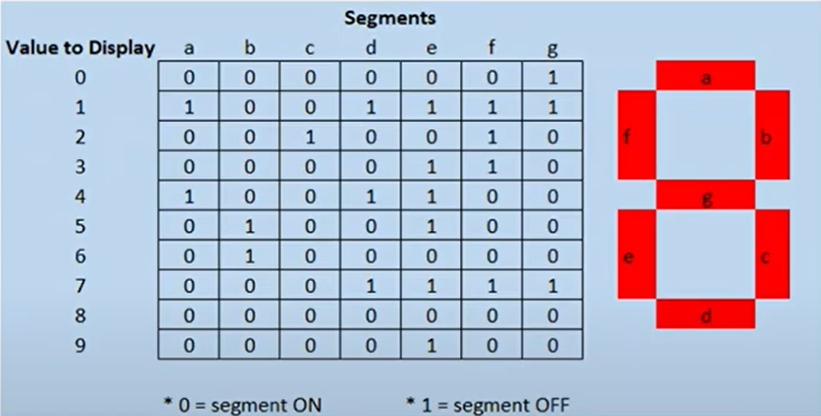 Segments
Value to Display a b c d e f g
0 0 0 0 0 0 0 1
1 1 0 0 1 1 1 1
2 0 0 1 0 0 1 0
3 0 0 0 0 1 1 0
4 1 0 0 1 1 0 0
5 0 1 0 0 1 0 0
6 0 1 0 0 0 0 0
7 0 0 0 1 1 1 1
8 0 0 0 0 0 0 0
9 0 0 0 0 1 0 0
a
f b
g
e c
d
* 0 = segment ON * 1 = segment OFF